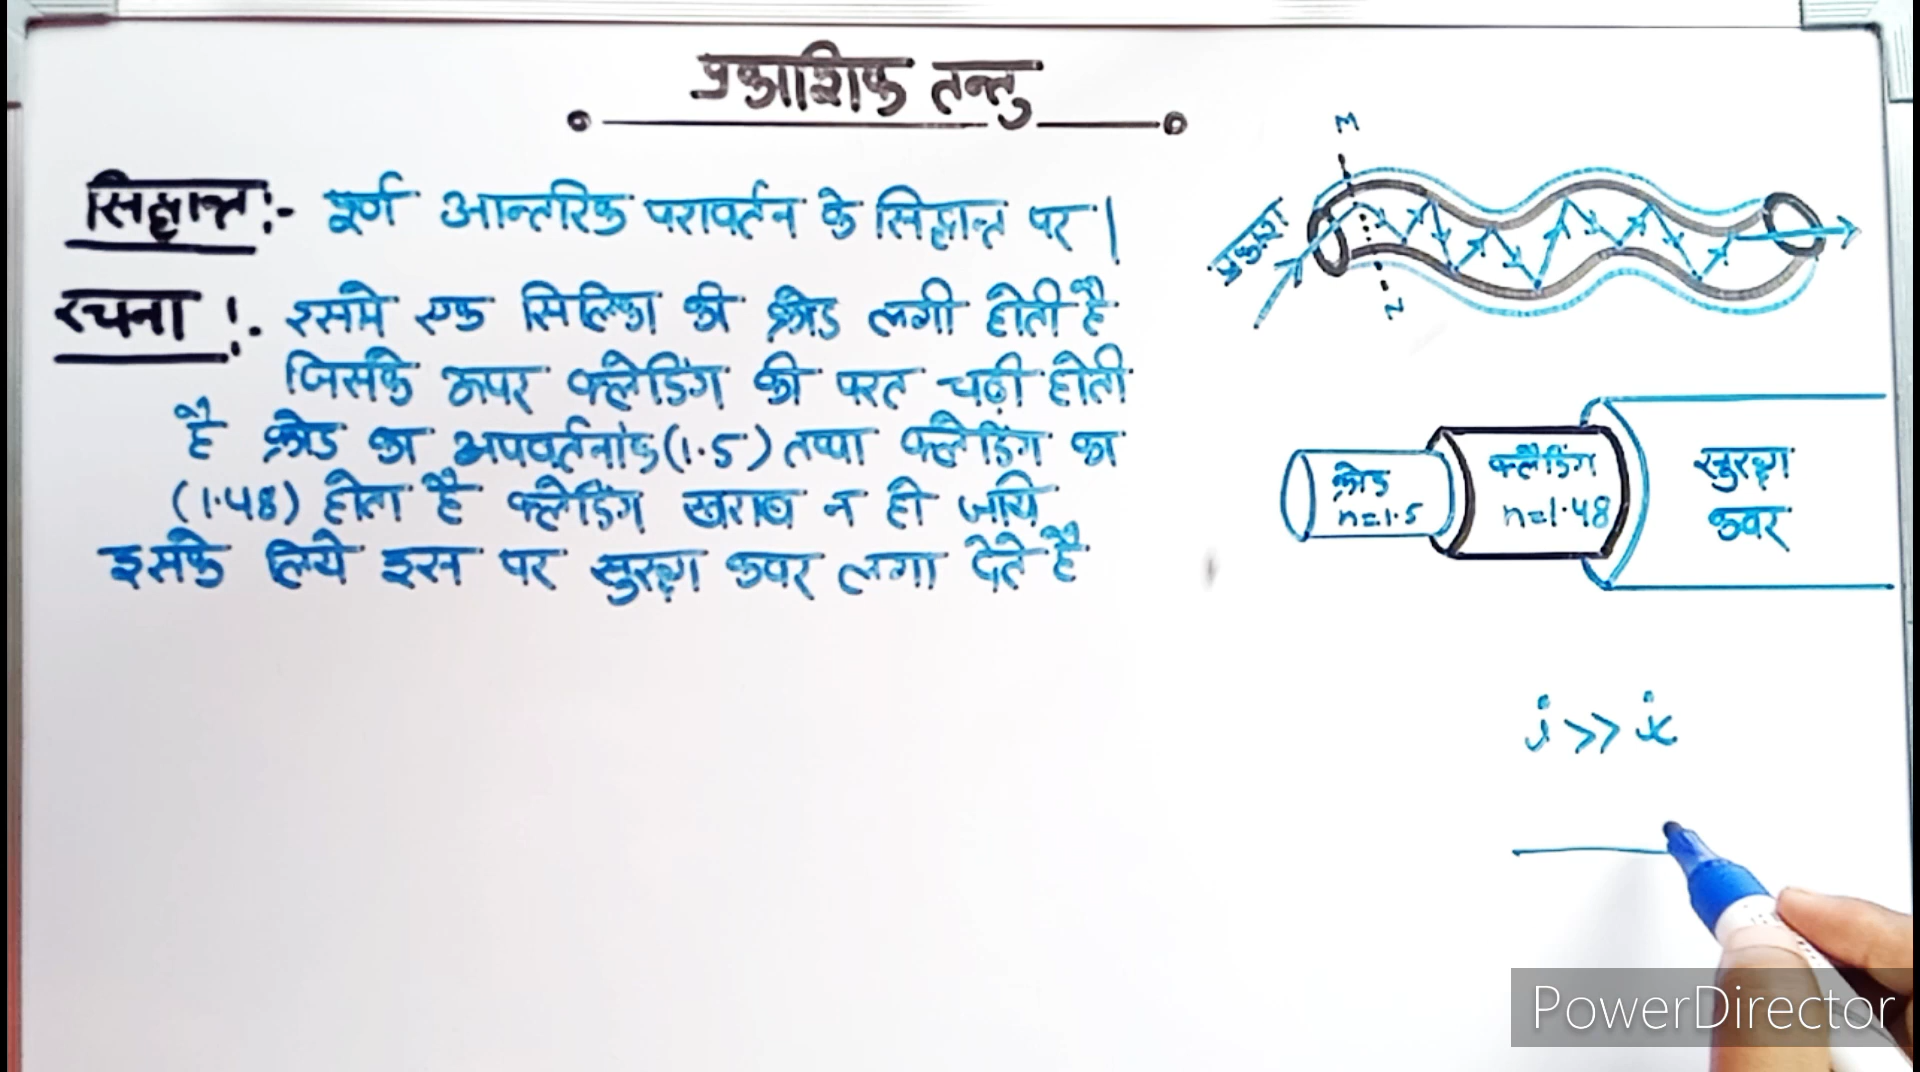 प्रकाशिक तन्तु
सिद्धान्त :- पूर्ण आन्तरिक परावर्तन के सिद्धान्त पर |
रचना :- इसमे एक सिलिका की क्रोड लगी होती है
जिसके ऊपर क्लेडिंग की परत चढ़ी होती
है क्रोड का अपवर्तनांक (1.5) तथा क्लेडिंग का
(1.48) होता है क्लेडिंग खराब न हो जाये
इसके लिये इस पर सुरक्षा कवर लगा देते है
M
प्रकाश
N
क्रोड
n=1.5
क्लैडिंग
n=1.48
सुरक्षा
कवर
i >> ic
PowerDirector